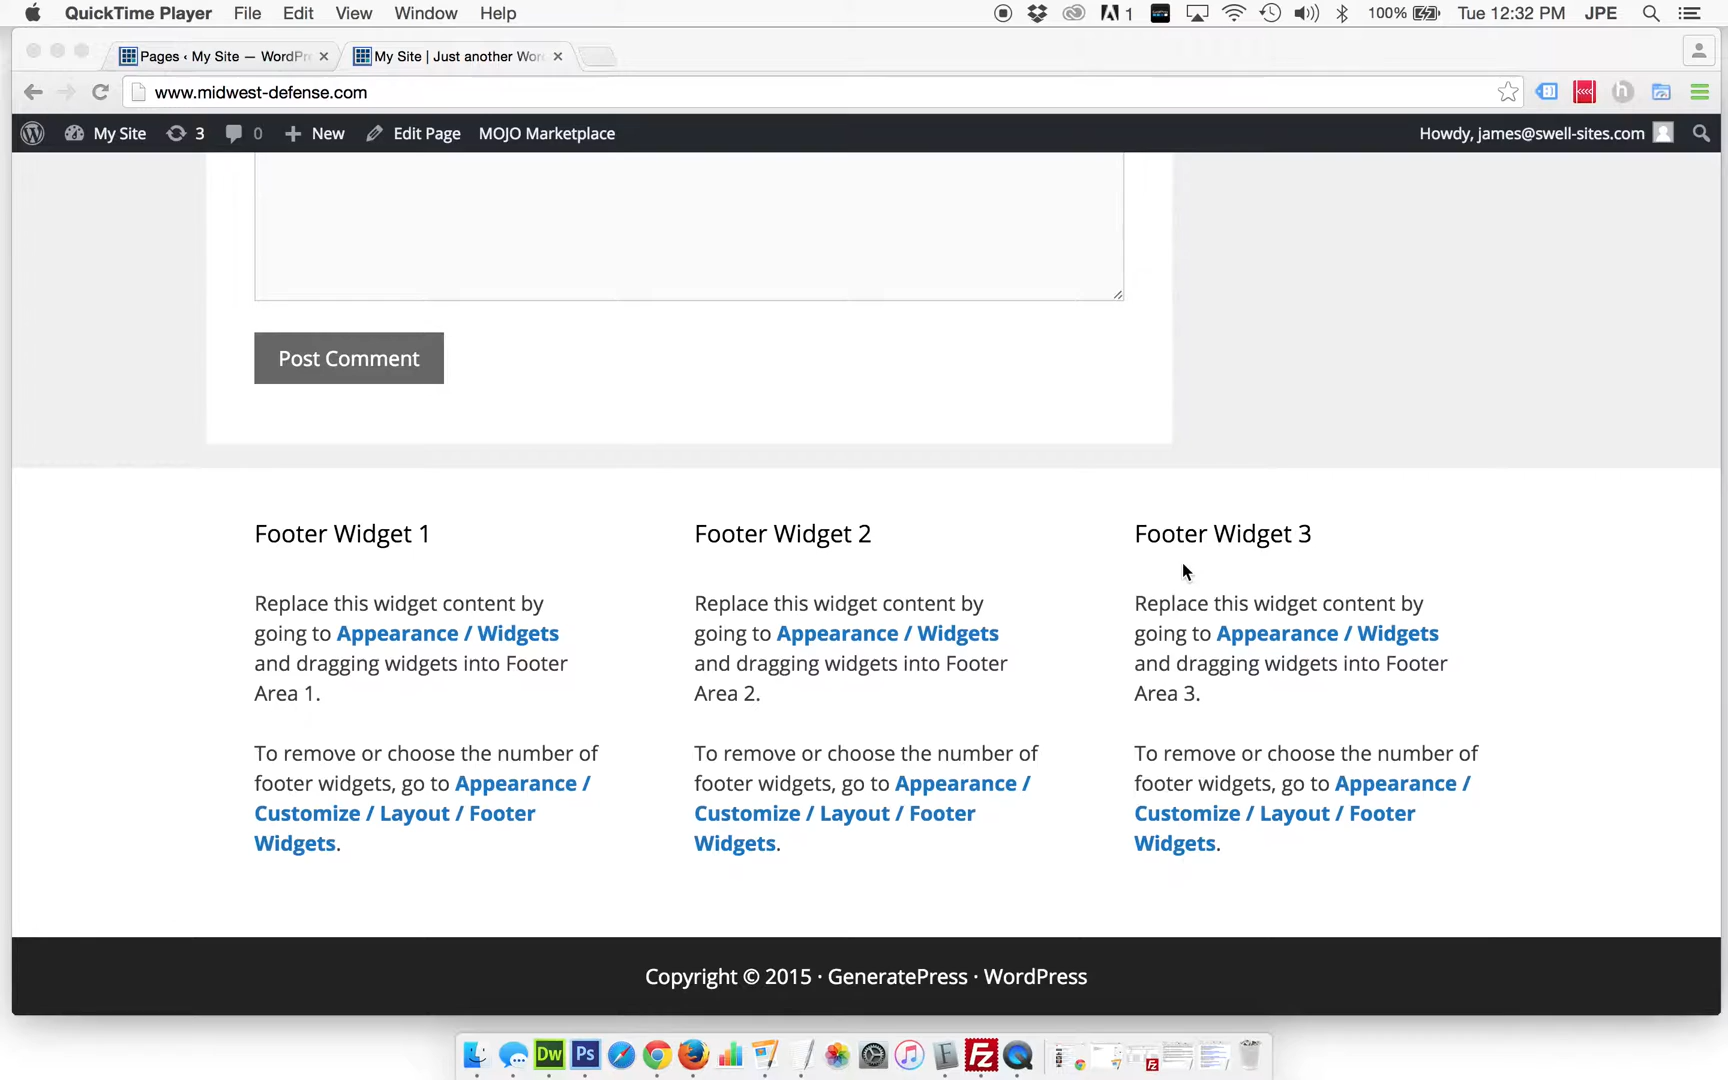 QuickTime Player File Edit View Window Help 1 100% Tue 12:32 PM JPE
Pages ‹ My Site — WordPr My Site | Just another Wor
www.midwest-defense.com
My Site 3 0 New Edit Page MOJO Marketplace Howdy, james@swell-sites.com
Post Comment
Footer Widget 1 Footer Widget 2 Footer Widget 3
Replace this widget content by Replace this widget content by Replace this widget content by
going to Appearance / Widgets going to Appearance / Widgets going to Appearance / Widgets
and dragging widgets into Footer and dragging widgets into Footer and dragging widgets into Footer
Area 1. Area 2. Area 3.
To remove or choose the number of To remove or choose the number of To remove or choose the number of
footer widgets, go to Appearance / footer widgets, go to Appearance / footer widgets, go to Appearance /
Customize / Layout / Footer Customize / Layout / Footer Customize / Layout / Footer
Widgets. Widgets. Widgets.
Copyright © 2015 · GeneratePress · WordPress
Dw Ps Fz